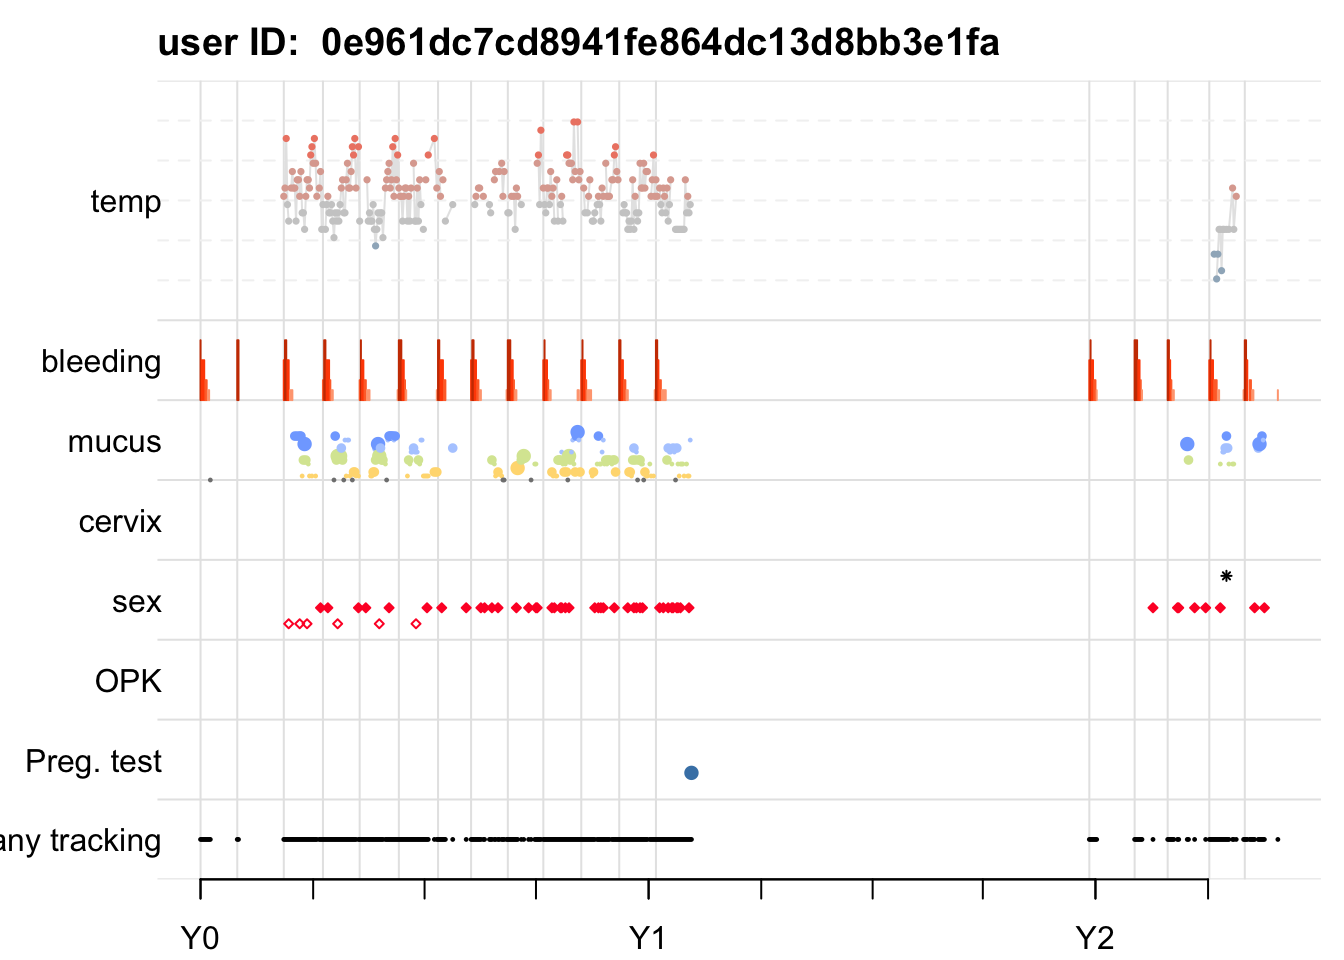 user ID:  0e961dc7cd8941fe864dc13d8bb3e1fa
temp
bleeding
mucus
cervix
sex
*
OPK
Preg. test
any tracking
Y0 Y1 Y2